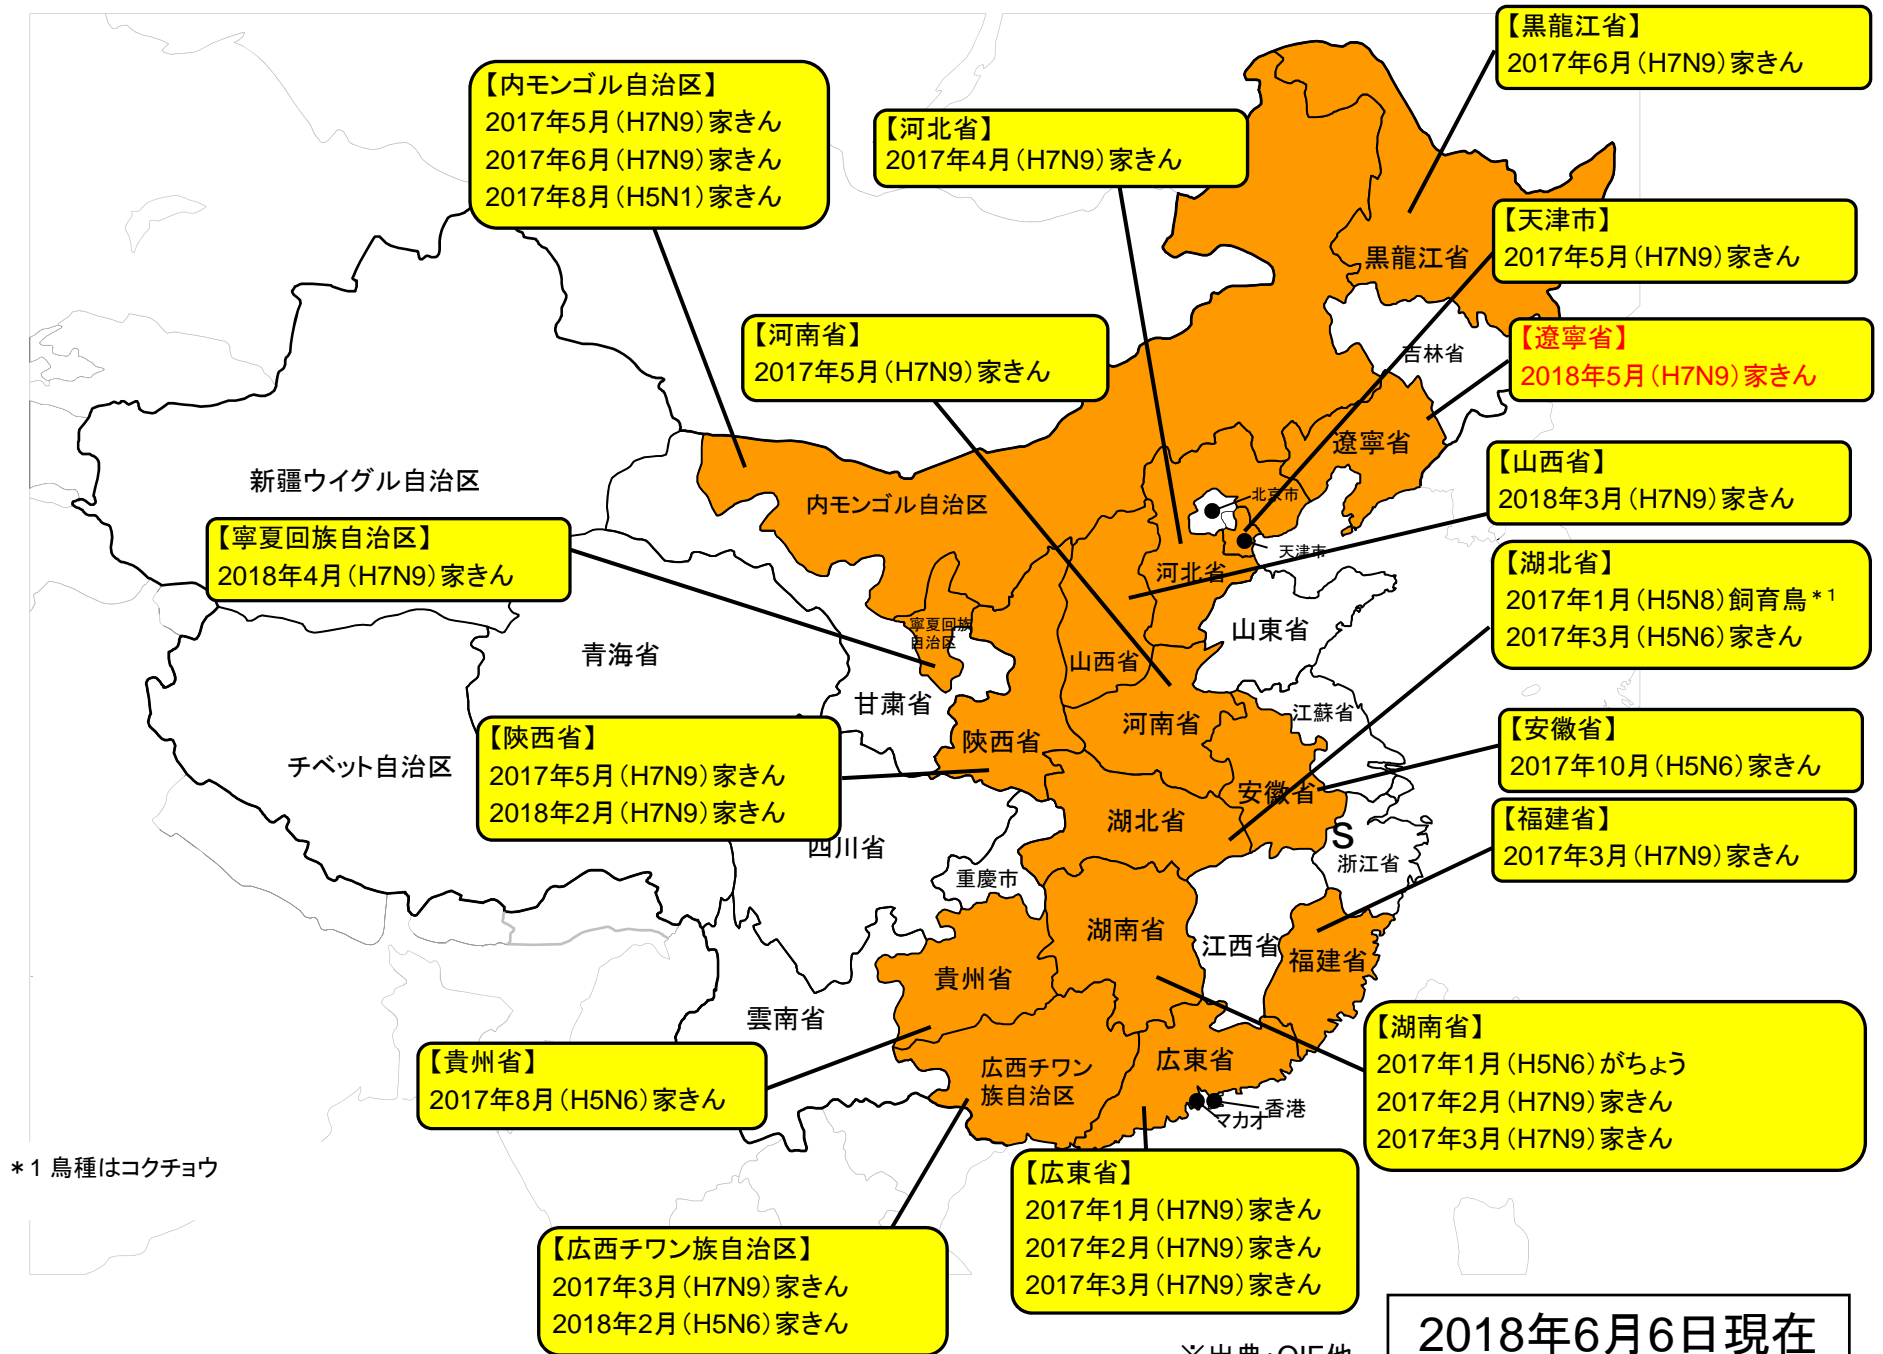 【黒龍江省】
2017年6月(H7N9)家きん
【内モンゴル自治区】
2017年5月(H7N9)家きん
2017年6月(H7N9)家きん
2017年8月(H5N1)家きん
【河北省】
2017年4月(H7N9)家きん
【天津市】
2017年5月(H7N9)家きん
黒龍江省
【河南省】
2017年5月(H7N9)家きん
【遼寧省】
2018年5月(H7N9)家きん
吉林省
遼寧省
【山西省】
2018年3月(H7N9)家きん
新疆ウイグル自治区
内モンゴル自治区
北京市
天津市
【寧夏回族自治区】
2018年4月(H7N9)家きん
河北省
【湖北省】
2017年1月(H5N8)飼育鳥*1
2017年3月(H5N6)家きん
寧夏回族
自治区
山東省
青海省
山西省
甘粛省
江蘇省
河南省
陝西省
【安徽省】
2017年10月(H5N6)家きん
【陝西省】
2017年5月(H7N9)家きん
2018年2月(H7N9)家きん
チベット自治区
安徽省
湖北省
S
【福建省】
2017年3月(H7N9)家きん
四川省
浙江省
重慶市
湖南省
江西省
福建省
貴州省
雲南省
【湖南省】
2017年1月(H5N6)がちょう
2017年2月(H7N9)家きん
2017年3月(H7N9)家きん
【貴州省】
2017年8月(H5N6)家きん
広西チワン
族自治区
広東省
香港
マカオ
*1 鳥種はコクチョウ
【広東省】
2017年1月(H7N9)家きん
2017年2月(H7N9)家きん
2017年3月(H7N9)家きん
【広西チワン族自治区】
2017年3月(H7N9)家きん
2018年2月(H5N6)家きん
※出典:OIE他
2018年6月6日現在